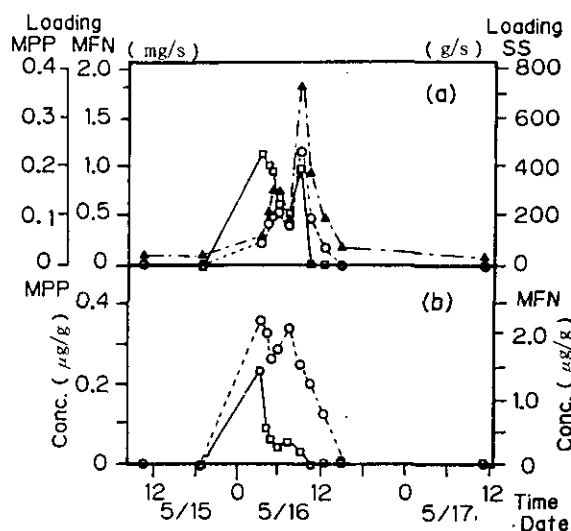 Loading Loading
MPP MFN (mg/s) (g/s) SS
0.4 2.0 800
(a)
0.3 1.5 600
0.2 1.0 400
0.1 0.5 200
0 0 0
MPP (b) MFN
0.4
2.0
0.2
1.0
0 0
Conc. (μg/g) Conc. (μg/g)
12 0 12 0 12 Time
5/15 5/16 5/17. Date